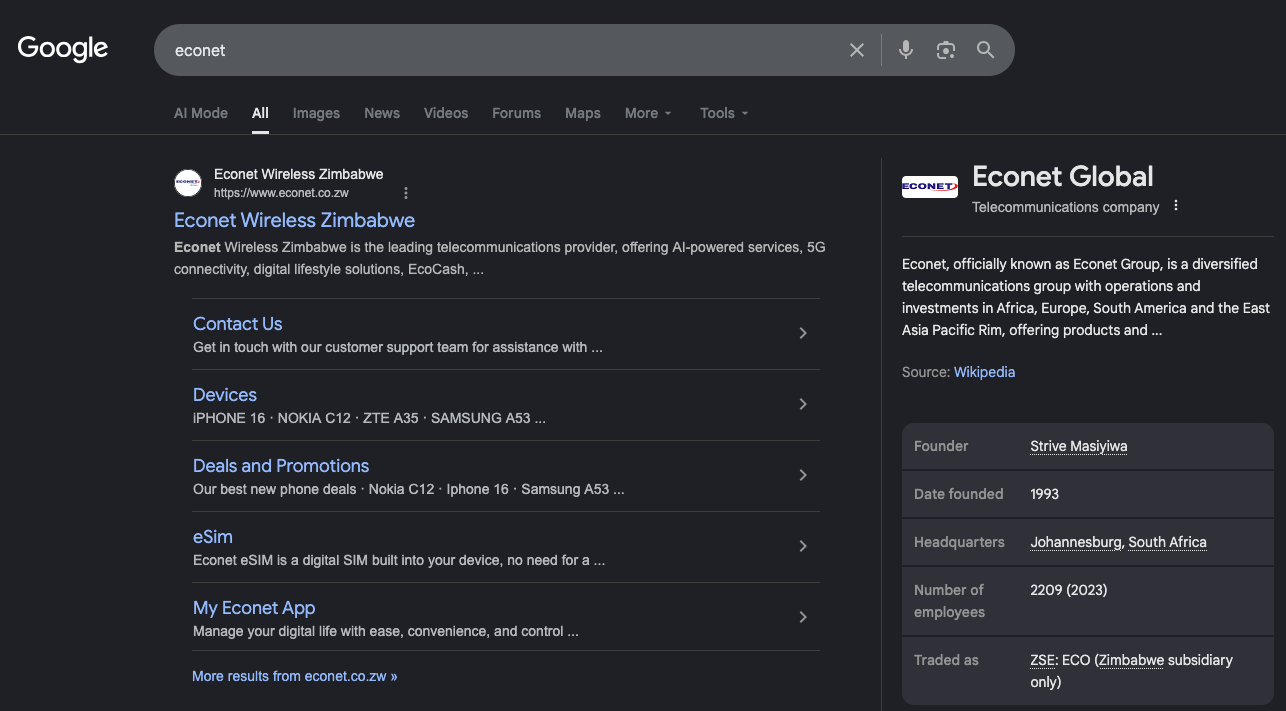 Google
econet
AI Mode
All
Images
News
Videos
Forums
Maps
More
Tools
ECONET
Econet Wireless Zimbabwe
https://www.econet.co.zw
Econet Wireless Zimbabwe
Econet Wireless Zimbabwe is the leading telecommunications provider, offering AI-powered services, 5G
connectivity, digital lifestyle solutions, EcoCash, ...
Contact Us
Get in touch with our customer support team for assistance with ...
Devices
iPHONE 16 · NOKIA C12 · ZTE A35 · SAMSUNG A53 ...
Deals and Promotions
Our best new phone deals · Nokia C12 · Iphone 16 · Samsung A53 ...
eSim
Econet eSIM is a digital SIM built into your device, no need for a ...
My Econet App
Manage your digital life with ease, convenience, and control ...
More results from econet.co.zw »
ECONET
Econet Global
Telecommunications company
Econet, officially known as Econet Group, is a diversified
telecommunications group with operations and
investments in Africa, Europe, South America and the East
Asia Pacific Rim, offering products and ...
Source: Wikipedia
Founder Strive Masiyiwa
Date founded 1993
Headquarters Johannesburg, South Africa
Number of employees 2209 (2023)
Traded as ZSE: ECO (Zimbabwe subsidiary
only)